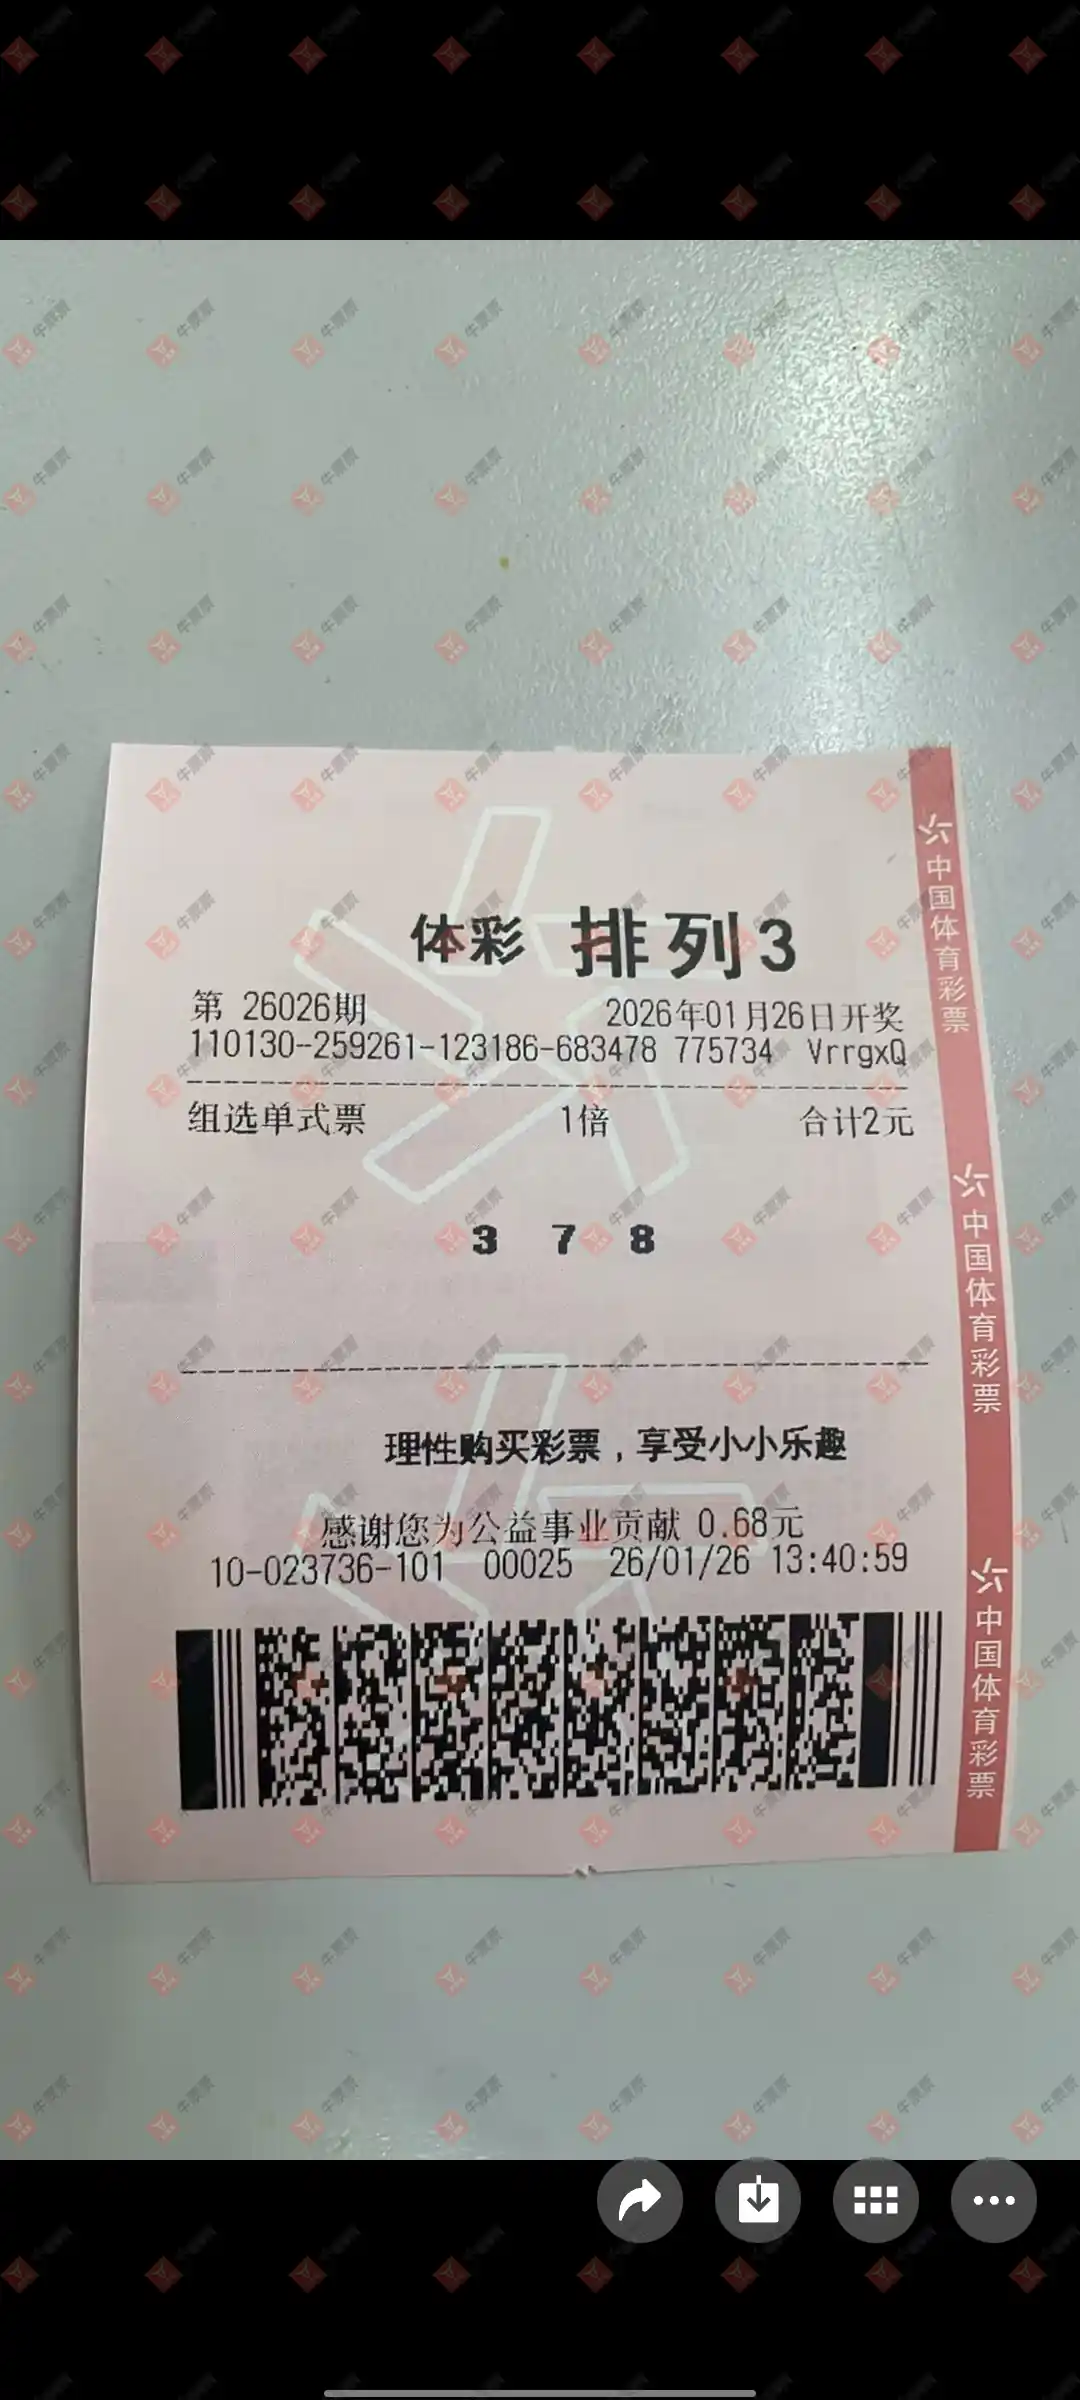 体彩 排列3
第 26026期 2026年01月26日开奖
110130-259261-123186-683478 775734 VrrgxQ
组选单式票 1倍 合计2元
3 7 8
理性购买彩票，享受小小乐趣
感谢您为公益事业贡献 0.68元
10-023736-101 00025 26/01/26 13:40:59
中国体育彩票
中国体育彩票
中国体育彩票
牛票票